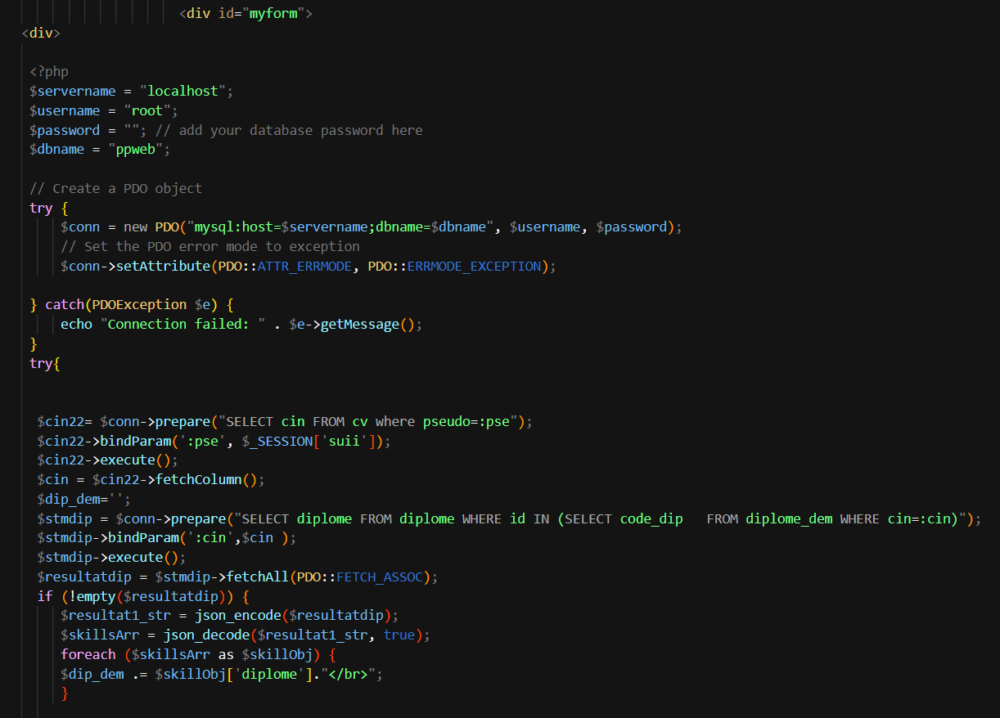 <div id="myform">
<div>
<?php
$servername = "localhost";
$username = "root";
$password = ""; // add your database password here
$dbname = "ppweb";
// Create a PDO object
try {
$conn = new PDO("mysql:host=$servername;dbname=$dbname", $username, $password);
// Set the PDO error mode to exception
$conn->setAttribute(PDO::ATTR_ERRMODE, PDO::ERRMODE_EXCEPTION);
} catch(PDOException $e) {
echo "Connection failed: " . $e->getMessage();
}
try{
$cin22= $conn->prepare("SELECT cin FROM cv where pseudo=:pse");
$cin22->bindParam(':pse', $_SESSION['suii']);
$cin22->execute();
$cin = $cin22->fetchColumn();
$dip_dem='';
$stmdip = $conn->prepare("SELECT diplome FROM diplome WHERE id IN (SELECT code_dip   FROM diplome_dem WHERE cin=:cin)");
$stmdip->bindParam(':cin',$cin );
$stmdip->execute();
$resultatdip = $stmdip->fetchAll(PDO::FETCH_ASSOC);
if (!empty($resultatdip)) {
$resultat1_str = json_encode($resultatdip);
$skillsArr = json_decode($resultat1_str, true);
foreach ($skillsArr as $skillObj) {
$dip_dem .= $skillObj['diplome']."</br>";
}